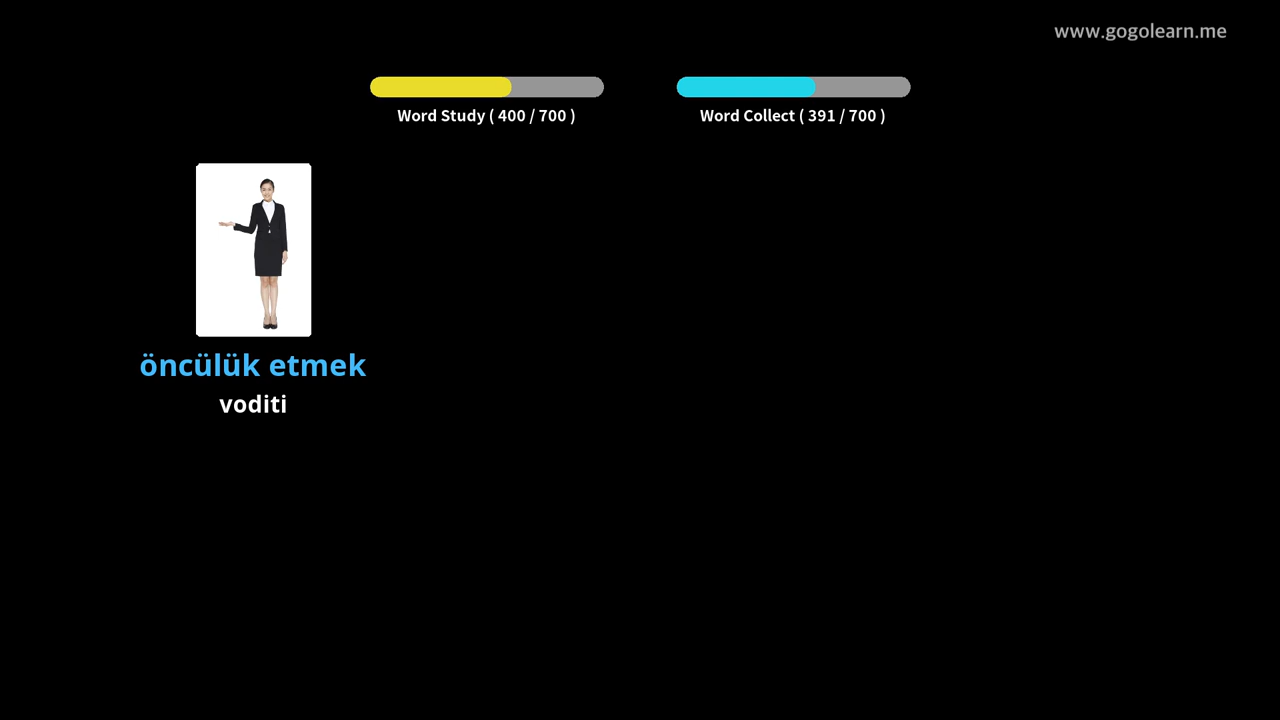 www.gogolearn.me
Word Study ( 400 / 700 )
Word Collect ( 391 / 700 )
öncülük etmek
voditi